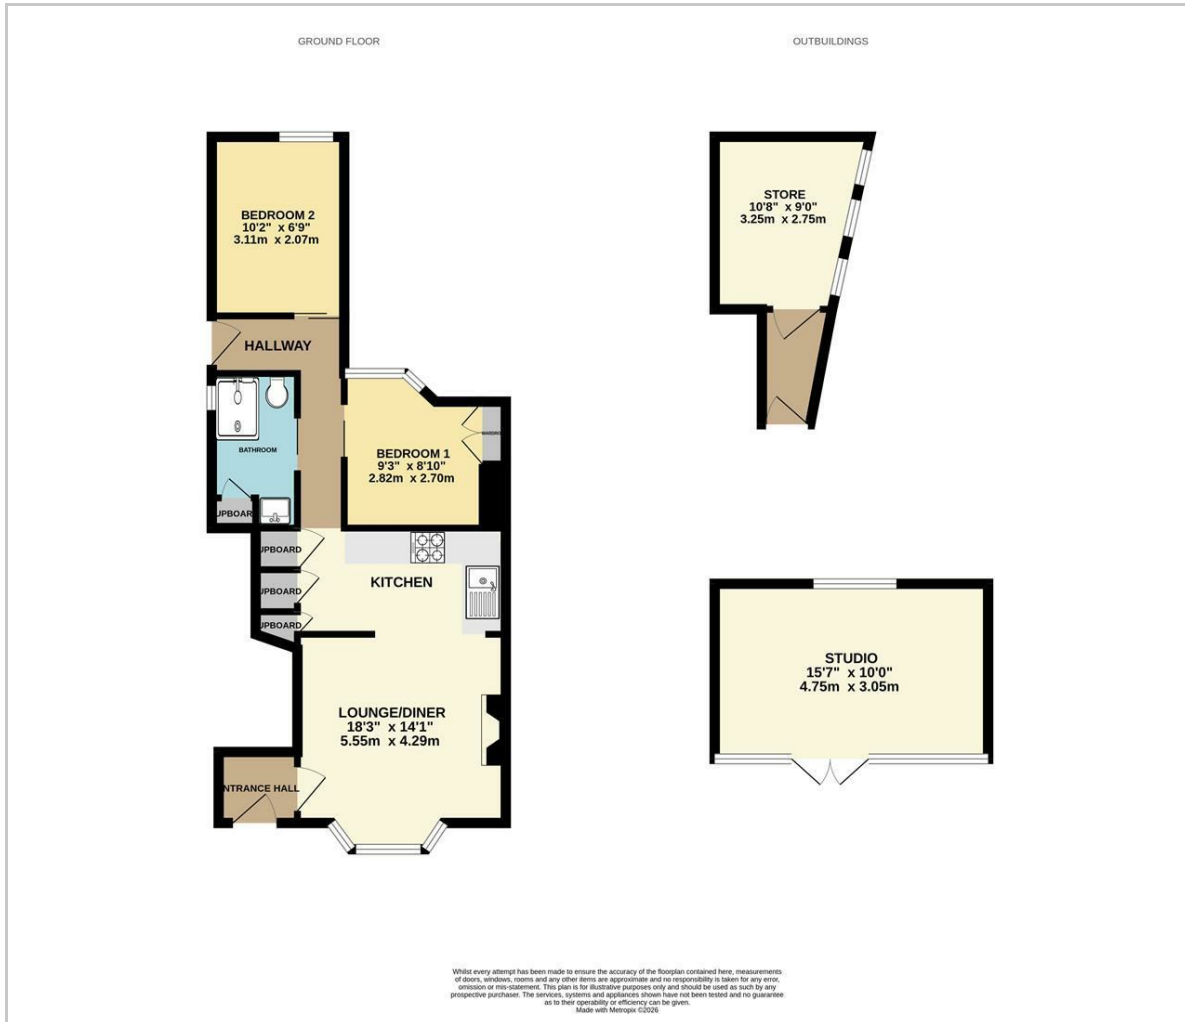 GROUND FLOOR
OUTBUILDINGS
BEDROOM 2
10'2" x 6'9"
3.11m x 2.07m
STORE
10'8" x 9'0"
3.25m x 2.75m
HALLWAY
BATHROOM
BEDROOM 1
9'3" x 8'10"
2.82m x 2.70m
UPBOAR
UPBOARD
KITCHEN
UPBOARD
UPBOARD
STUDIO
15'7" x 10'0"
4.75m x 3.05m
LOUNGE/DINER
18'3" x 14'1"
5.55m x 4.29m
NTRANCE HALL
Whilst every attempt has been made to ensure the accuracy of the floorplan contained here, measurements
of doors, windows, rooms and any other items are approximate and no responsibility is taken for any error,
omission or mis-statement. This plan is for illustrative purposes only and should be used as such by any
prospective purchaser. The services, systems and appliances shown have not been tested and no guarantee
as to their operability or efficiency can be given.
Made with Metropix ©2026